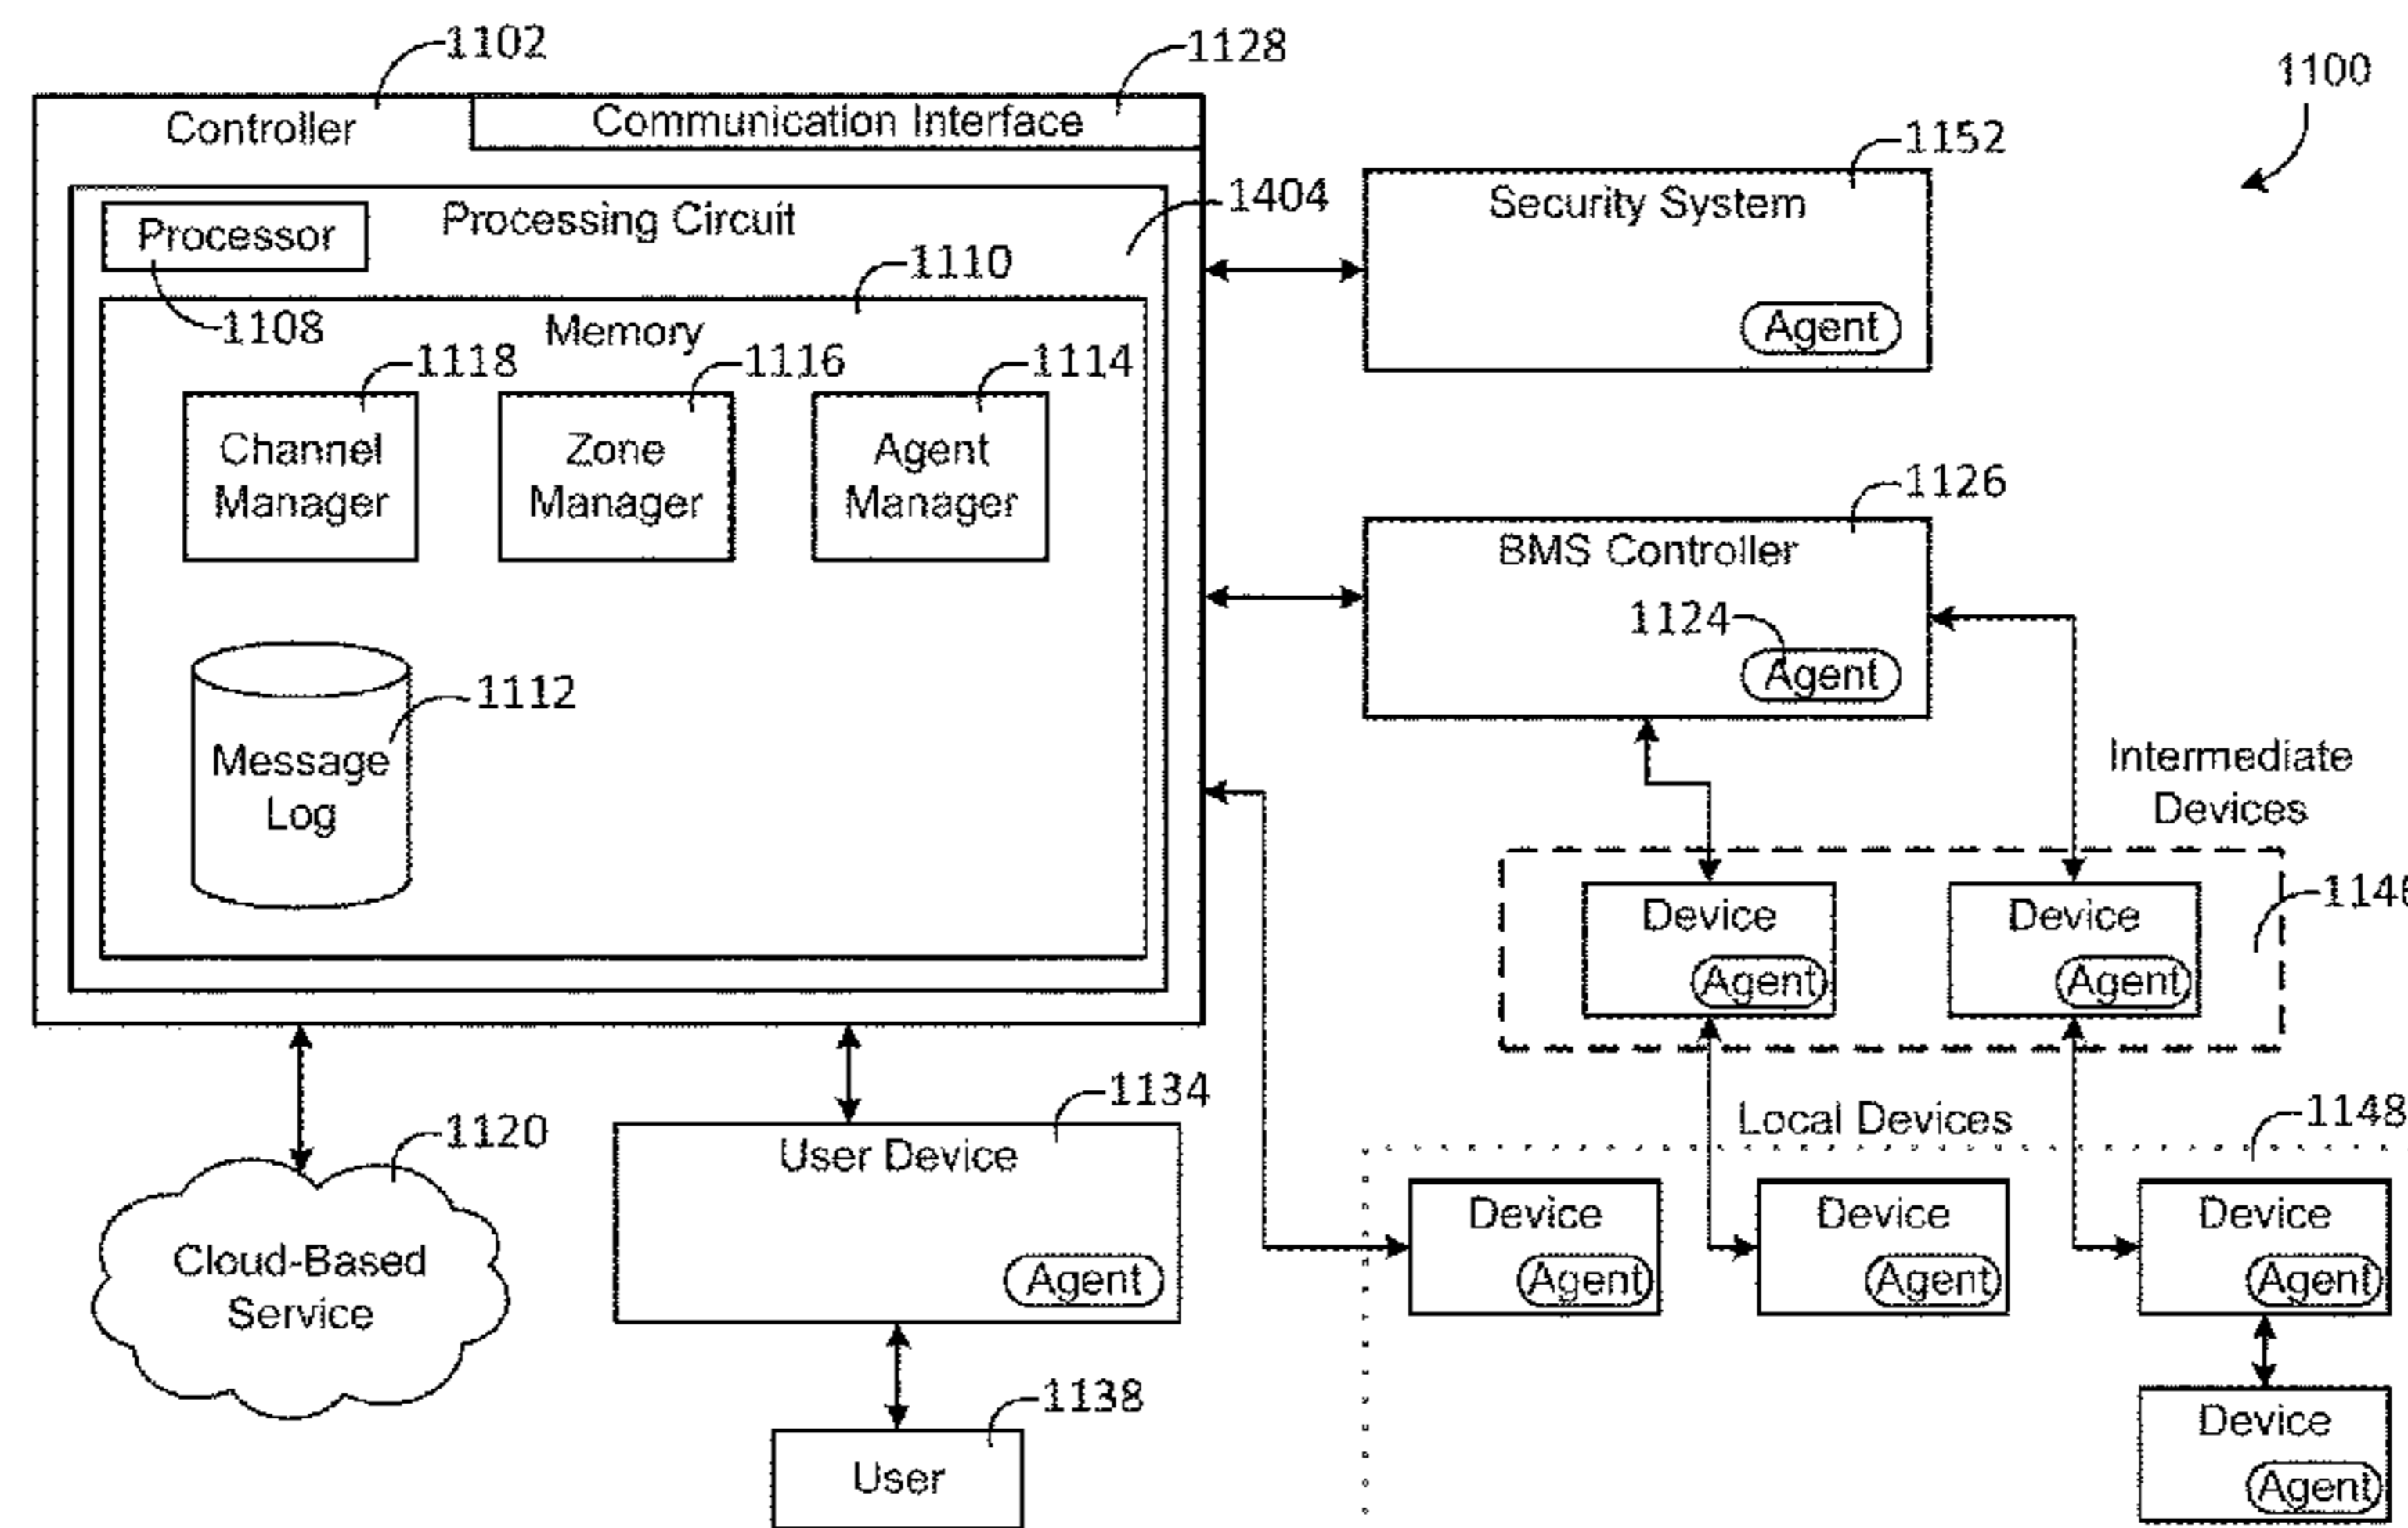 1102
1128
1100
Controller
Communication Interface
1152
Security System
Agent
Processing Circuit
1404
Processor
1108
1110
Memory
1118
1116
1114
Channel
Manager
Zone
Manager
Agent
Manager
1112
Message
Log
1126
BMS Controller
1124
Agent
Intermediate
Devices
1146
Device
Agent
Device
Agent
1120
Cloud-Based
Service
1134
User Device
Agent
1138
User
Local Devices
1148
Device
Agent
Device
Agent
Device
Agent
Device
Agent